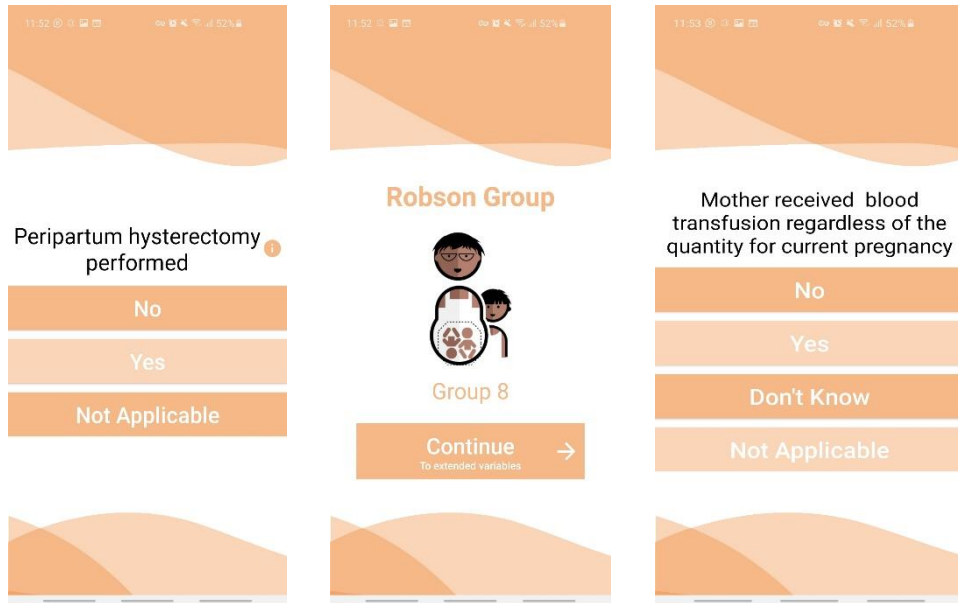 11:52
52%
Peripartum hysterectomy
performed
No
Yes
Not Applicable
11:52
52%
Robson Group
Group 8
Continue
To extended variables
11:53
52%
Mother received blood
transfusion regardless of the
quantity for current pregnancy
No
Yes
Don't Know
Not Applicable